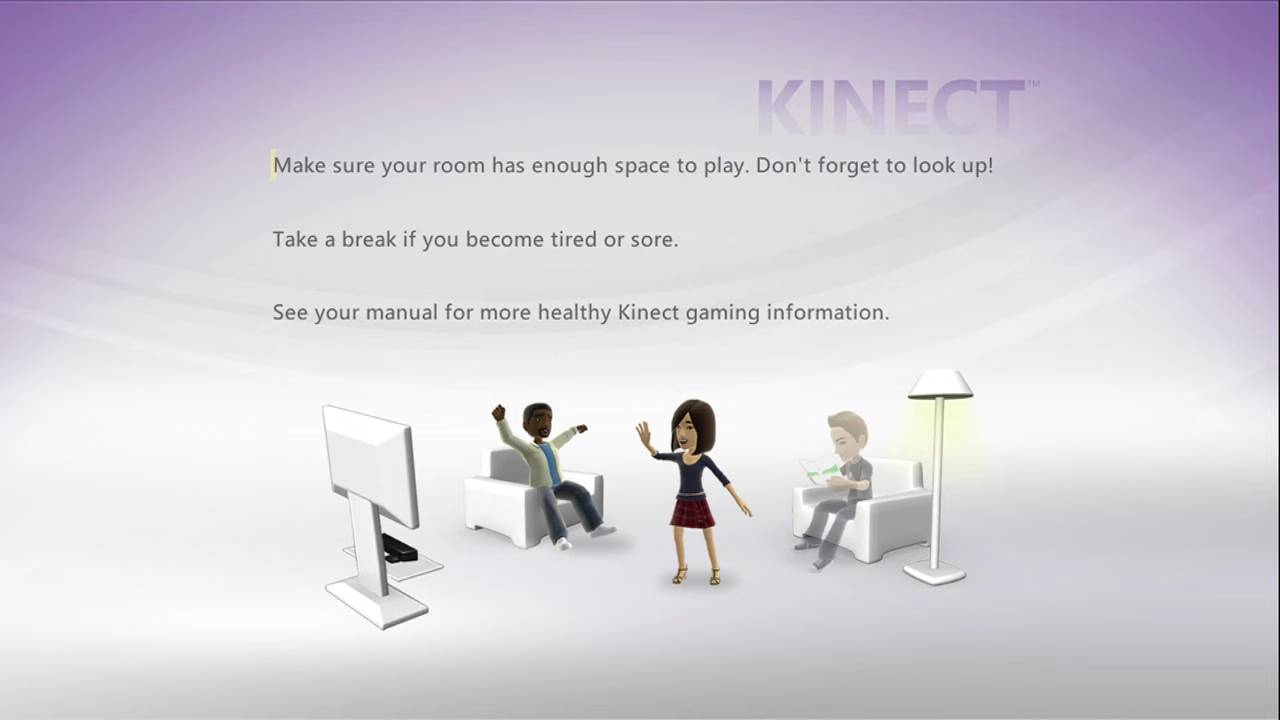 KINECT™
Make sure your room has enough space to play. Don't forget to look up!
Take a break if you become tired or sore.
See your manual for more healthy Kinect gaming information.